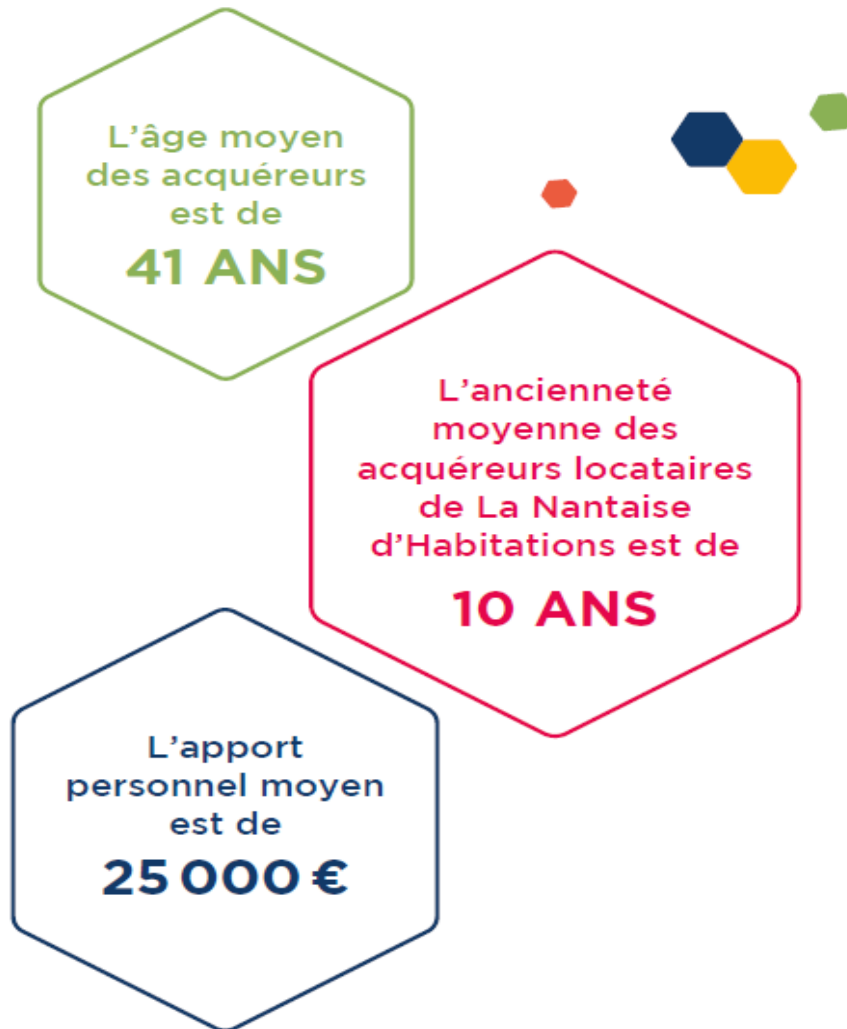 L’âge moyen
des acquéreurs
est de
41 ANS
L’ancienneté
moyenne des
acquéreurs locataires
de La Nantaise
d’Habitations est de
10 ANS
L’apport
personnel moyen
est de
25 000 €